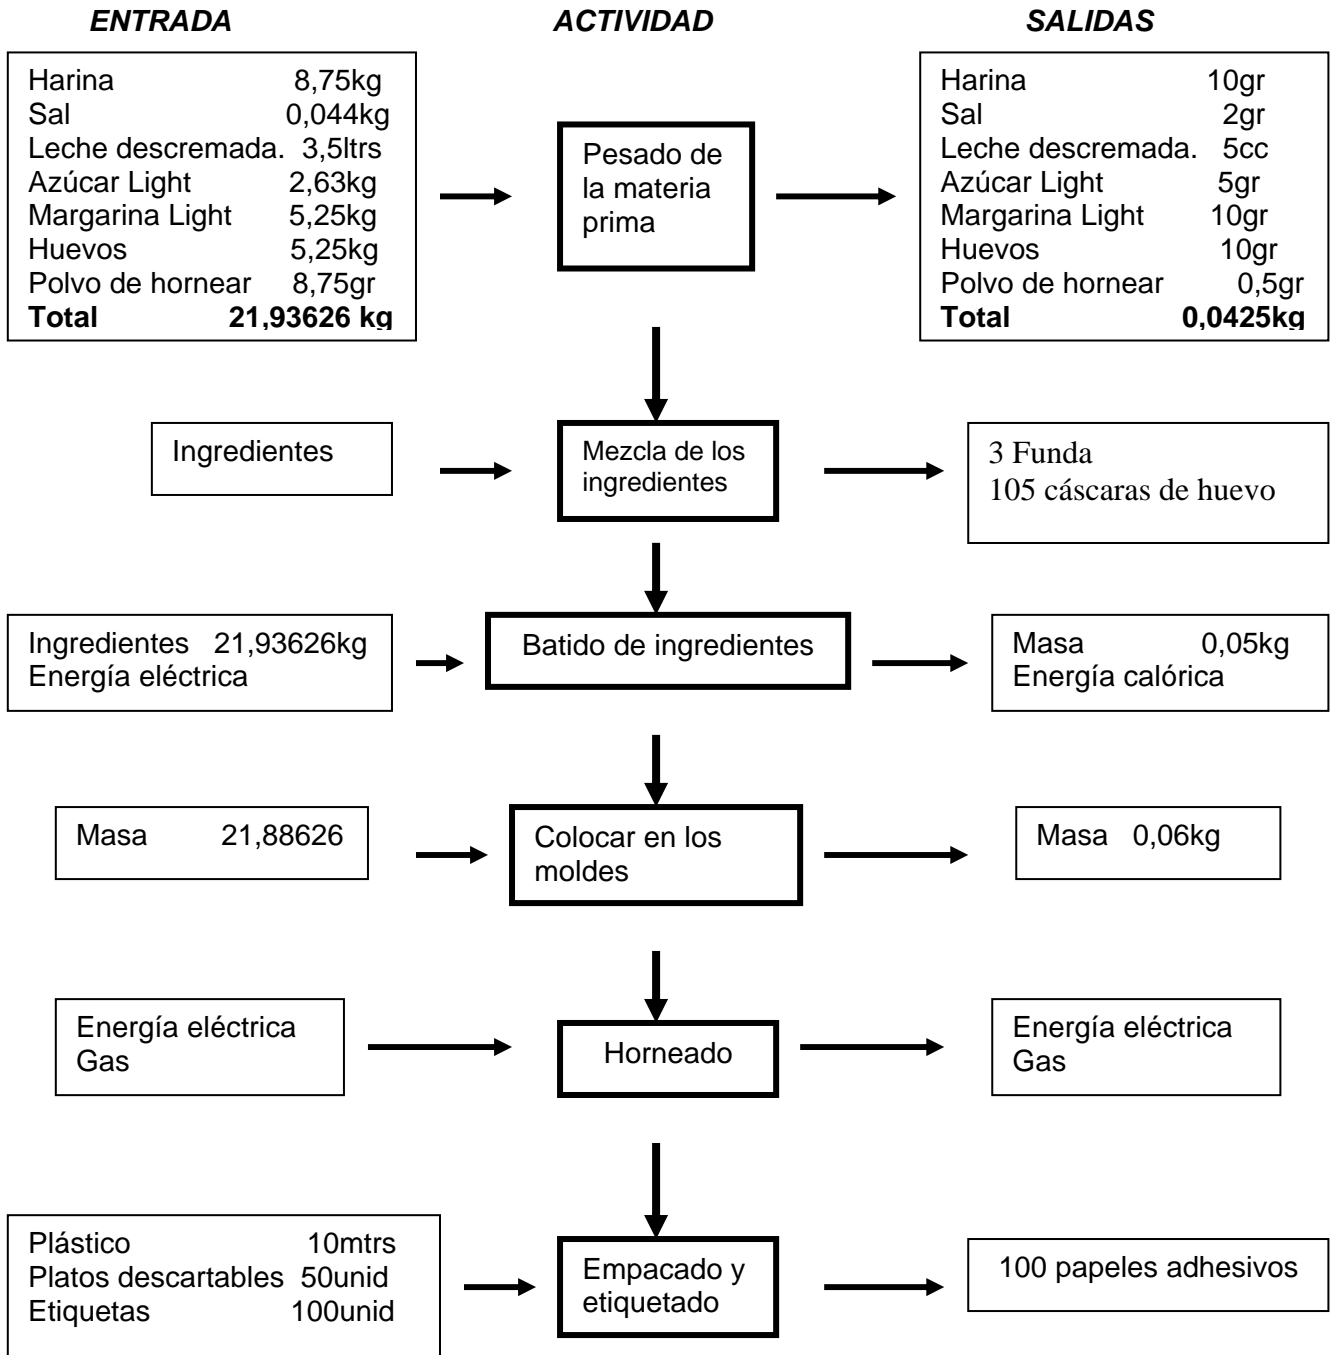 ENTRADA ACTIVIDAD SALIDAS
Harina 8,75kg
Sal 0,044kg
Leche descremada. 3,5ltrs
Azúcar Light 2,63kg
Margarina Light 5,25kg
Huevos 5,25kg
Polvo de hornear 8,75gr
Total 21,93626 kg
Pesado de
la materia
prima
Harina 10gr
Sal 2gr
Leche descremada. 5cc
Azúcar Light 5gr
Margarina Light 10gr
Huevos 10gr
Polvo de hornear 0,5gr
Total 0,0425kg
Ingredientes
Mezcla de los
ingredientes
3 Funda
105 cáscaras de huevo
Ingredientes 21,93626kg
Energía eléctrica
Batido de ingredientes
Masa 0,05kg
Energía calórica
Masa 21,88626
Colocar en los
moldes
Masa 0,06kg
Energía eléctrica
Gas
Horneado
Energía eléctrica
Gas
Plástico 10mtrs
Platos descartables 50unid
Etiquetas 100unid
Empacado y
etiquetado
100 papeles adhesivos